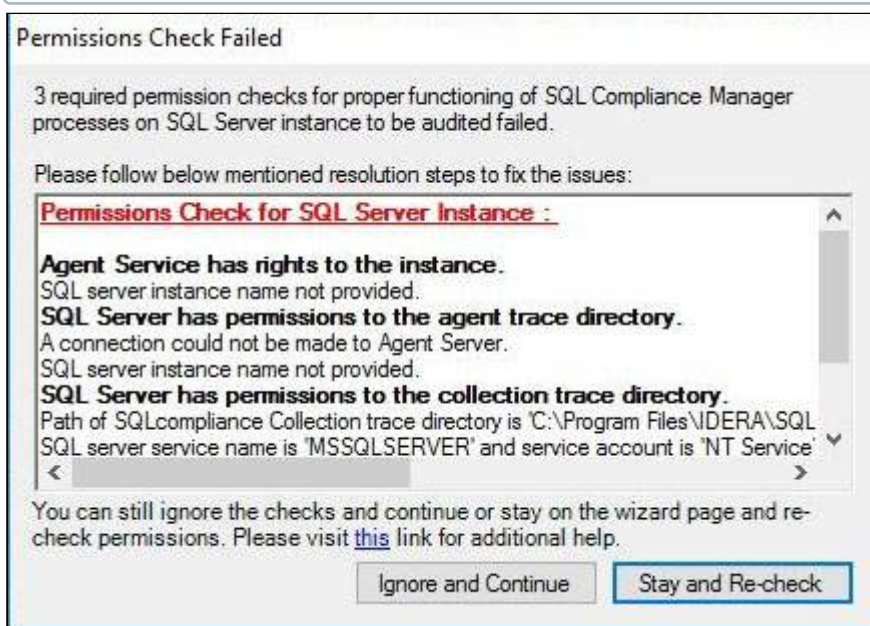 Permissions Check Failed
3 required permission checks for proper functioning of SQL Compliance Manager
processes on SQL Server instance to be audited failed.
Please follow below mentioned resolution steps to fix the issues:
Permissions Check for SQL Server Instance :
Agent Service has rights to the instance.
SQL server instance name not provided.
SQL Server has permissions to the agent trace directory.
A connection could not be made to Agent Server.
SQL server instance name not provided.
SQL Server has permissions to the collection trace directory.
Path of SQLcompliance Collection trace directory is 'C:\Program Files\IDERA\SQL
SQL server service name is 'MSSQLSERVER' and service account is 'NT Service'
You can still ignore the checks and continue or stay on the wizard page and re-
check permissions. Please visit this link for additional help.
Ignore and Continue Stay and Re-check